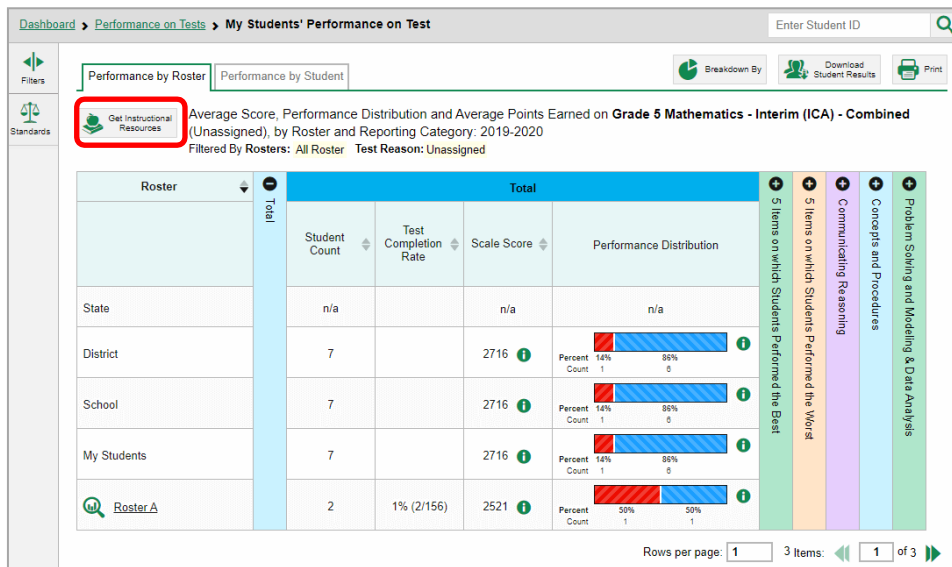 Dashboard > Performance on Tests > My Students' Performance on Test
Enter Student ID
Filters
Standards
Performance by Roster
Performance by Student
Breakdown By
Download
Student Results
Print
Get Instructional
Resources
Average Score, Performance Distribution and Average Points Earned on Grade 5 Mathematics - Interim (ICA) - Combined
(Unassigned), by Roster and Reporting Category: 2019-2020
Filtered By Rosters: All Roster Test Reason: Unassigned
Roster
Total
Total
Student
Count
Test
Completion
Rate
Scale Score
Performance Distribution
5 Items on which Students Performed the Best
5 Items on which Students Performed the Worst
Communicating Reasoning
Concepts and Procedures
Problem Solving and Modeling & Data Analysis
State n/a n/a n/a
District 7 2716
Percent 14% 86%
Count 1 6
School 7 2716
Percent 14% 86%
Count 1 6
My Students 7 2716
Percent 14% 86%
Count 1 6
Roster A 2 1% (2/156) 2521
Percent 50% 50%
Count 1 1
Rows per page: 1 3 Items: 1 of 3